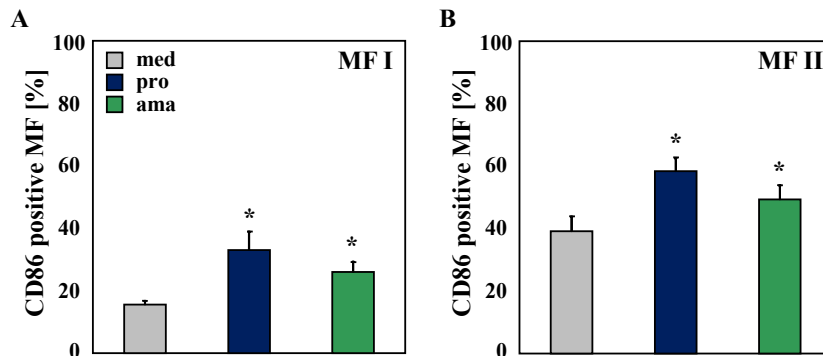 A
CD86 positive MF [%]
100
80
60
40
20
0
med
pro
ama
MF I
*
*
B
CD86 positive MF [%]
100
80
60
40
20
0
MF II
*
*